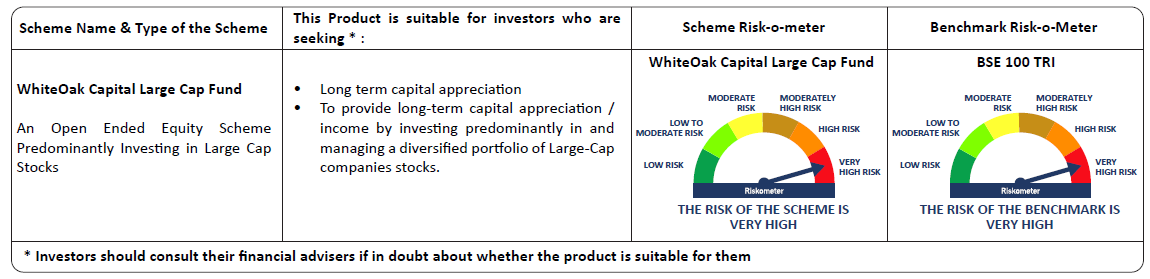 Scheme Name & Type of the Scheme
This Product is suitable for investors who are
seeking * :
Scheme Risk-o-meter
Benchmark Risk-o-Meter
WhiteOak Capital Large Cap Fund
An Open Ended Equity Scheme
Predominantly Investing in Large Cap
Stocks
• Long term capital appreciation
• To provide long-term capital appreciation /
income by investing predominantly in and
managing a diversified portfolio of Large-Cap
companies stocks.
WhiteOak Capital Large Cap Fund
LOW RISK
LOW TO
MODERATE RISK
MODERATE
RISK
MODERATELY
HIGH RISK
HIGH RISK
VERY
HIGH RISK
Riskometer
THE RISK OF THE SCHEME IS
VERY HIGH
BSE 100 TRI
LOW RISK
LOW TO
MODERATE RISK
MODERATE
RISK
MODERATELY
HIGH RISK
HIGH RISK
VERY
HIGH RISK
Riskometer
THE RISK OF THE BENCHMARK IS
VERY HIGH
* Investors should consult their financial advisers if in doubt about whether the product is suitable for them